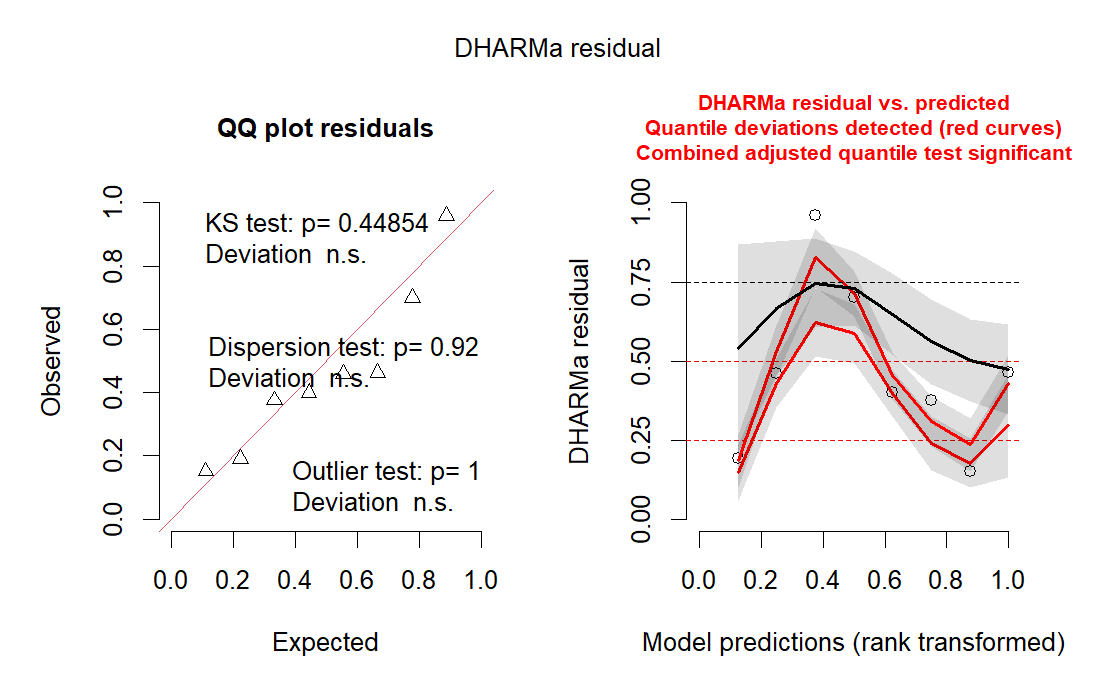 DHARMa residual
QQ plot residuals
KS test: p= 0.44854
Deviation n.s.
Dispersion test: p= 0.92
Deviation n.s.
Outlier test: p= 1
Deviation n.s.
Observed
0.0 0.2 0.4 0.6 0.8 1.0
0.0 0.2 0.4 0.6 0.8 1.0
Expected
DHARMa residual vs. predicted
Quantile deviations detected (red curves)
Combined adjusted quantile test significant
DHARMa residual
0.00 0.25 0.50 0.75 1.00
0.0 0.2 0.4 0.6 0.8 1.0
Model predictions (rank transformed)